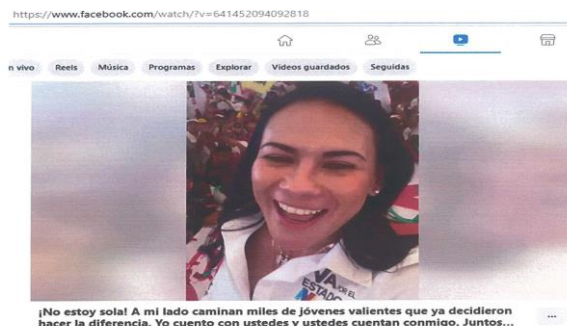 https://www.facebook.com/watch/?v=641452094092818
n vivo Reels Música Programas Explorar Videos guardados Seguidas
VA POR EL
ESTADO
¡No estoy sola! A mi lado caminan miles de jóvenes valientes que ya decidieron
hacer la diferencia. Yo cuento con ustedes y ustedes cuentan conmigo. Juntos...